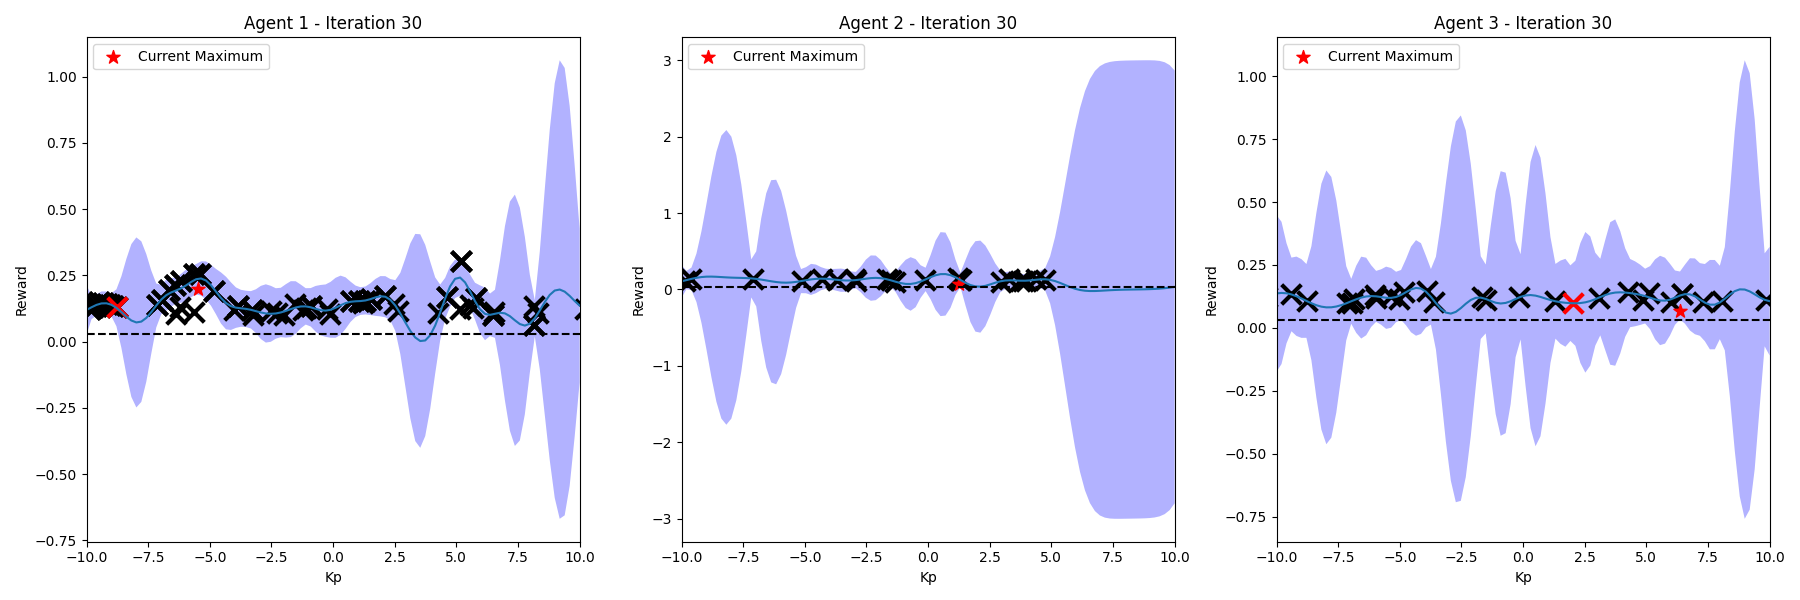 Agent 1 - Iteration 30
Current Maximum
Reward
1.00
0.75
0.50
0.25
0.00
−0.25
−0.50
−0.75
−10.0 −7.5 −5.0 −2.5 0.0 2.5 5.0 7.5 10.0
Kp
Agent 2 - Iteration 30
Current Maximum
Reward
3
2
1
0
−1
−2
−3
−10.0 −7.5 −5.0 −2.5 0.0 2.5 5.0 7.5 10.0
Kp
Agent 3 - Iteration 30
Current Maximum
Reward
1.00
0.75
0.50
0.25
0.00
−0.25
−0.50
−0.75
−10.0 −7.5 −5.0 −2.5 0.0 2.5 5.0 7.5 10.0
Kp